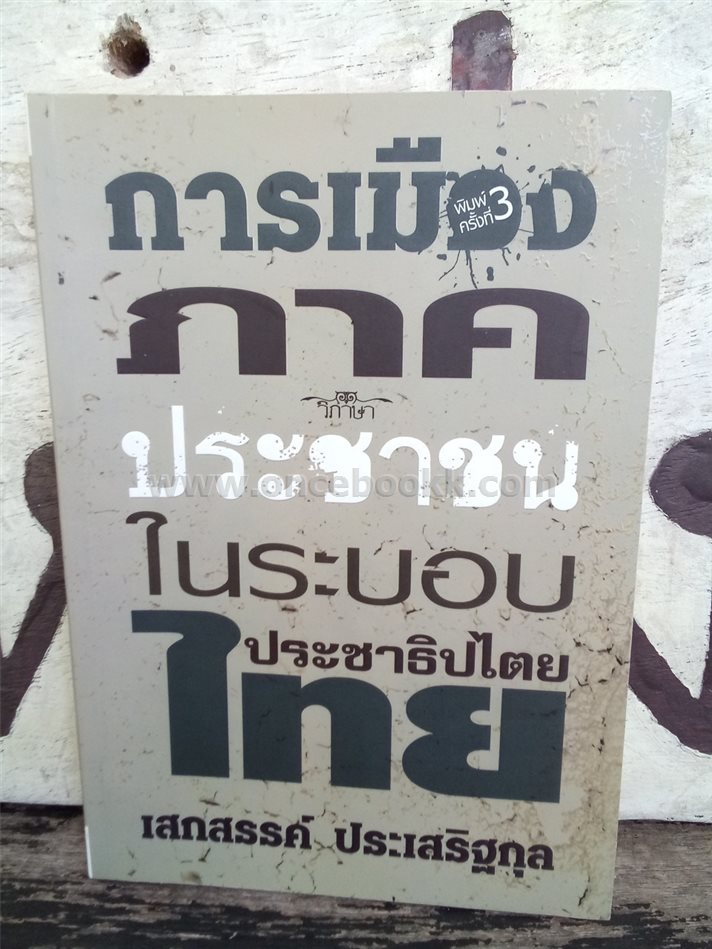 การเมือง
พิมพ์
ครั้งที่ 3
ภาค
วิภาษา
ประชาชน
www.oncebookk.com
ในระบอบ
ประชาธิปไตย
ไทย
เสกสรรค์ ประเสริฐกุล